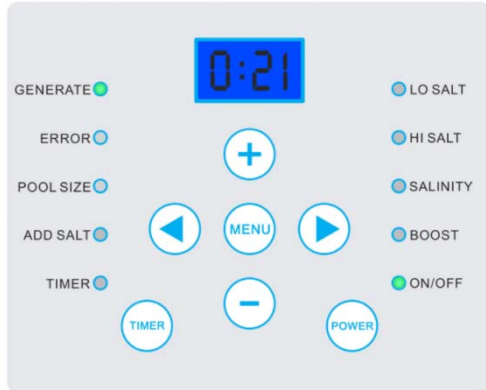 0:21
GENERATE
LO SALT
ERROR
HI SALT
+
POOL SIZE
SALINITY
ADD SALT
MENU
BOOST
TIMER
−
ON/OFF
TIMER
POWER